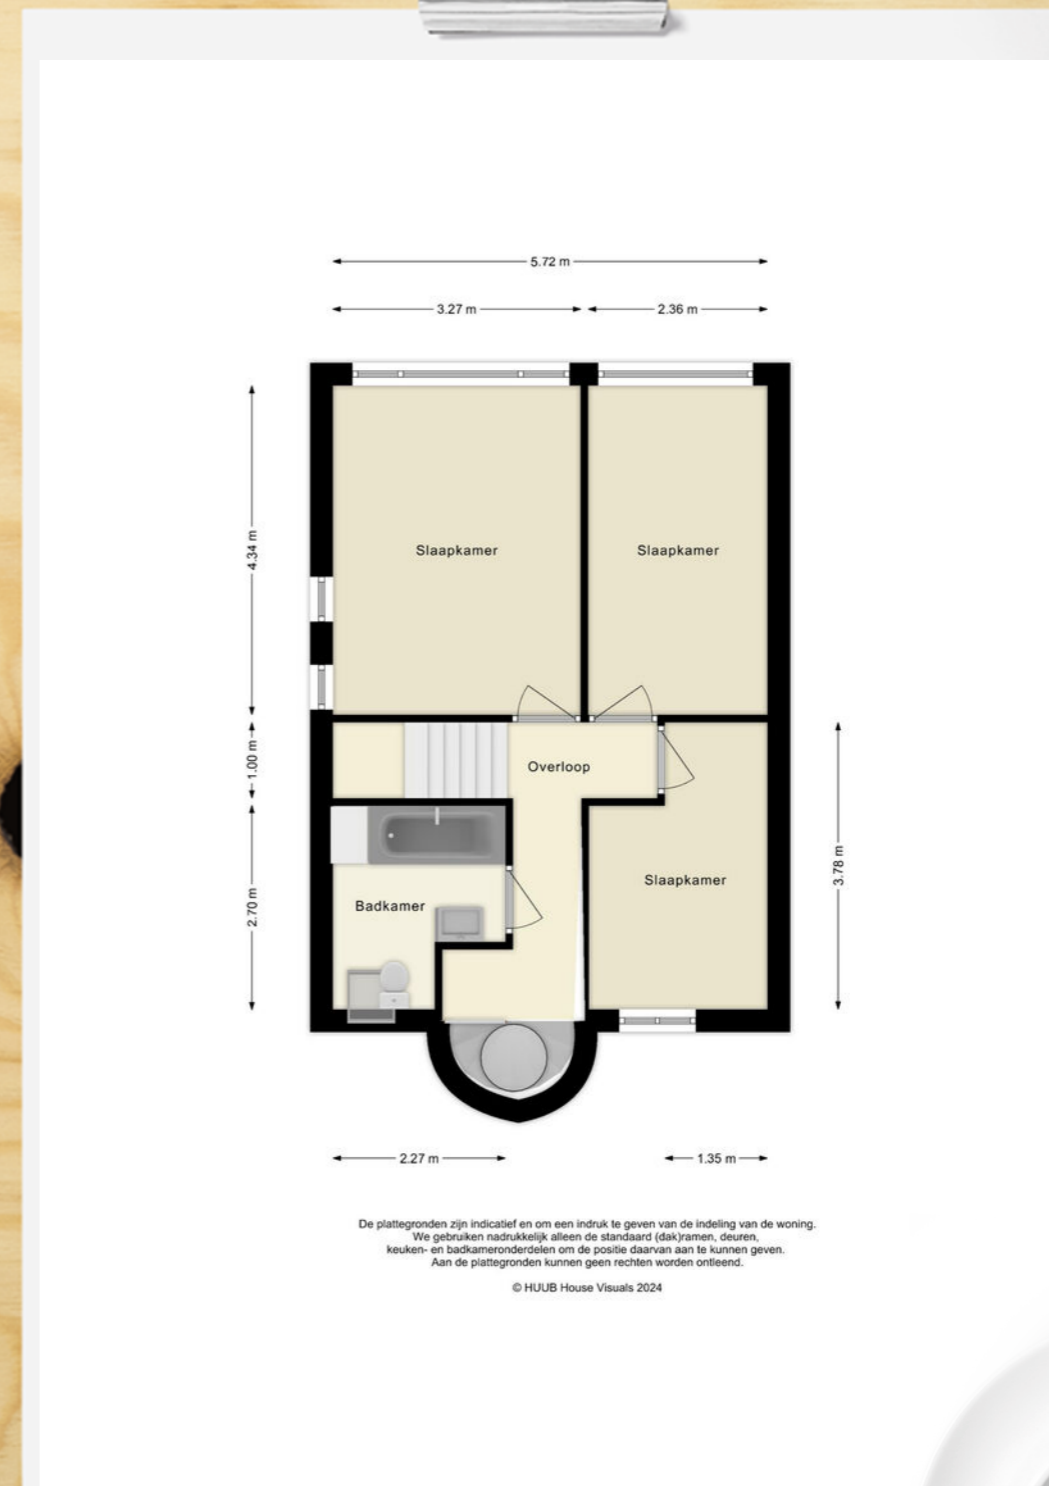 5.72 m
3.27 m
2.36 m
4.34 m
Slaapkamer
Slaapkamer
1.00 m
Overloop
2.70 m
Badkamer
Slaapkamer
3.78 m
2.27 m
1.35 m
De plattegronden zijn indicatief en om een indruk te geven van de indeling van de woning.
We gebruiken nadrukkelijk alleen de standaard (dak)ramen, deuren,
keuken- en badkameronderdelen om de positie daarvan aan te kunnen geven.
Aan de plattegronden kunnen geen rechten worden ontleend.
© HUUB House Visuals 2024